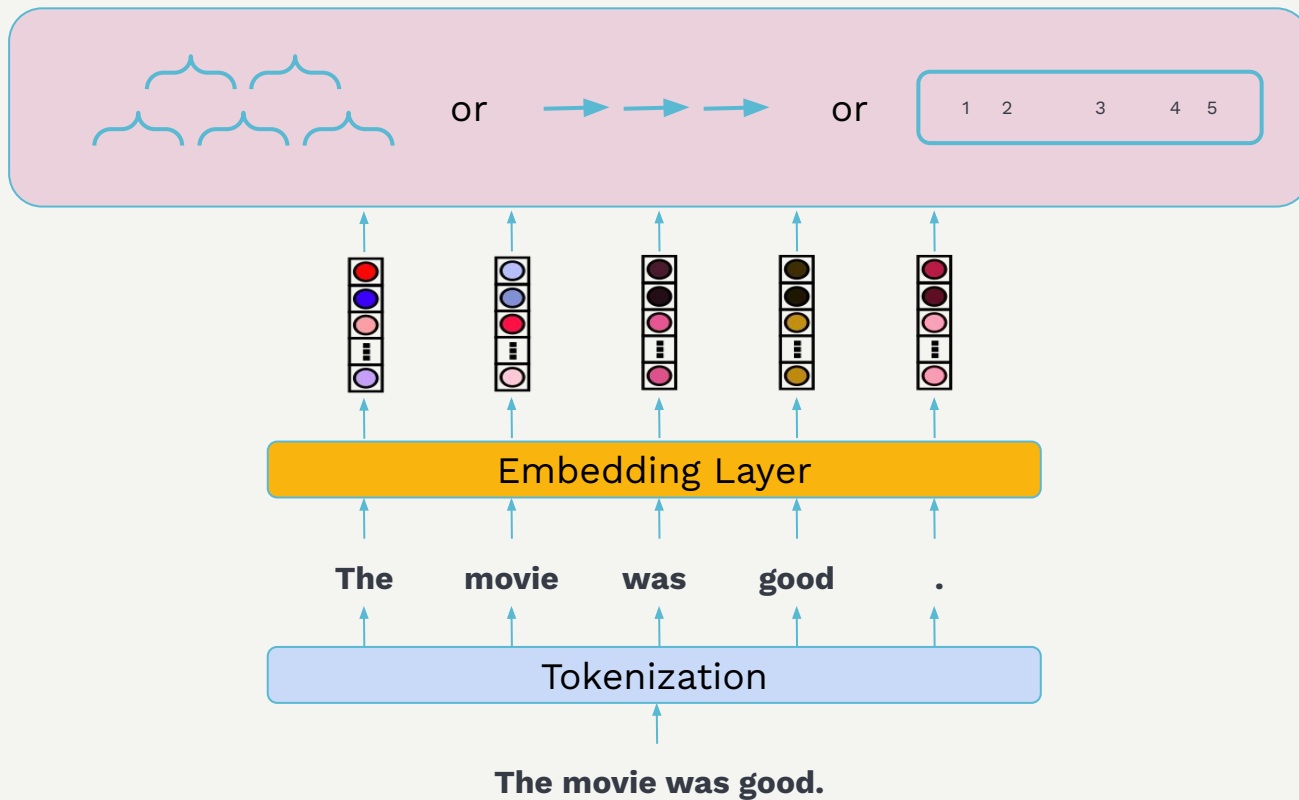 or or 1 2 3 4 5
Embedding Layer
The movie was good .
Tokenization
The movie was good.